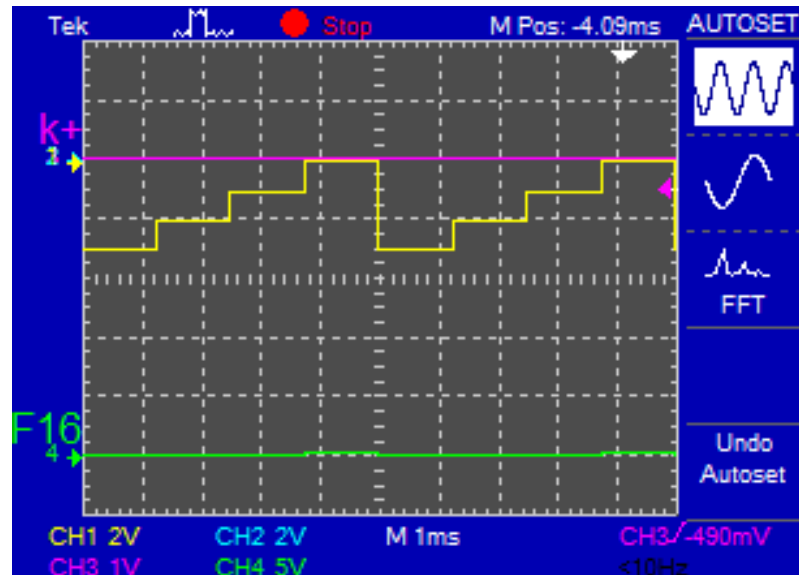 Tek Stop M Pos: -4.09ms AUTOSET
k+
FFT
F16
4
Undo
Autoset
CH1 2V CH2 2V M 1ms CH3 -490mV
CH3 1V CH4 5V <10Hz